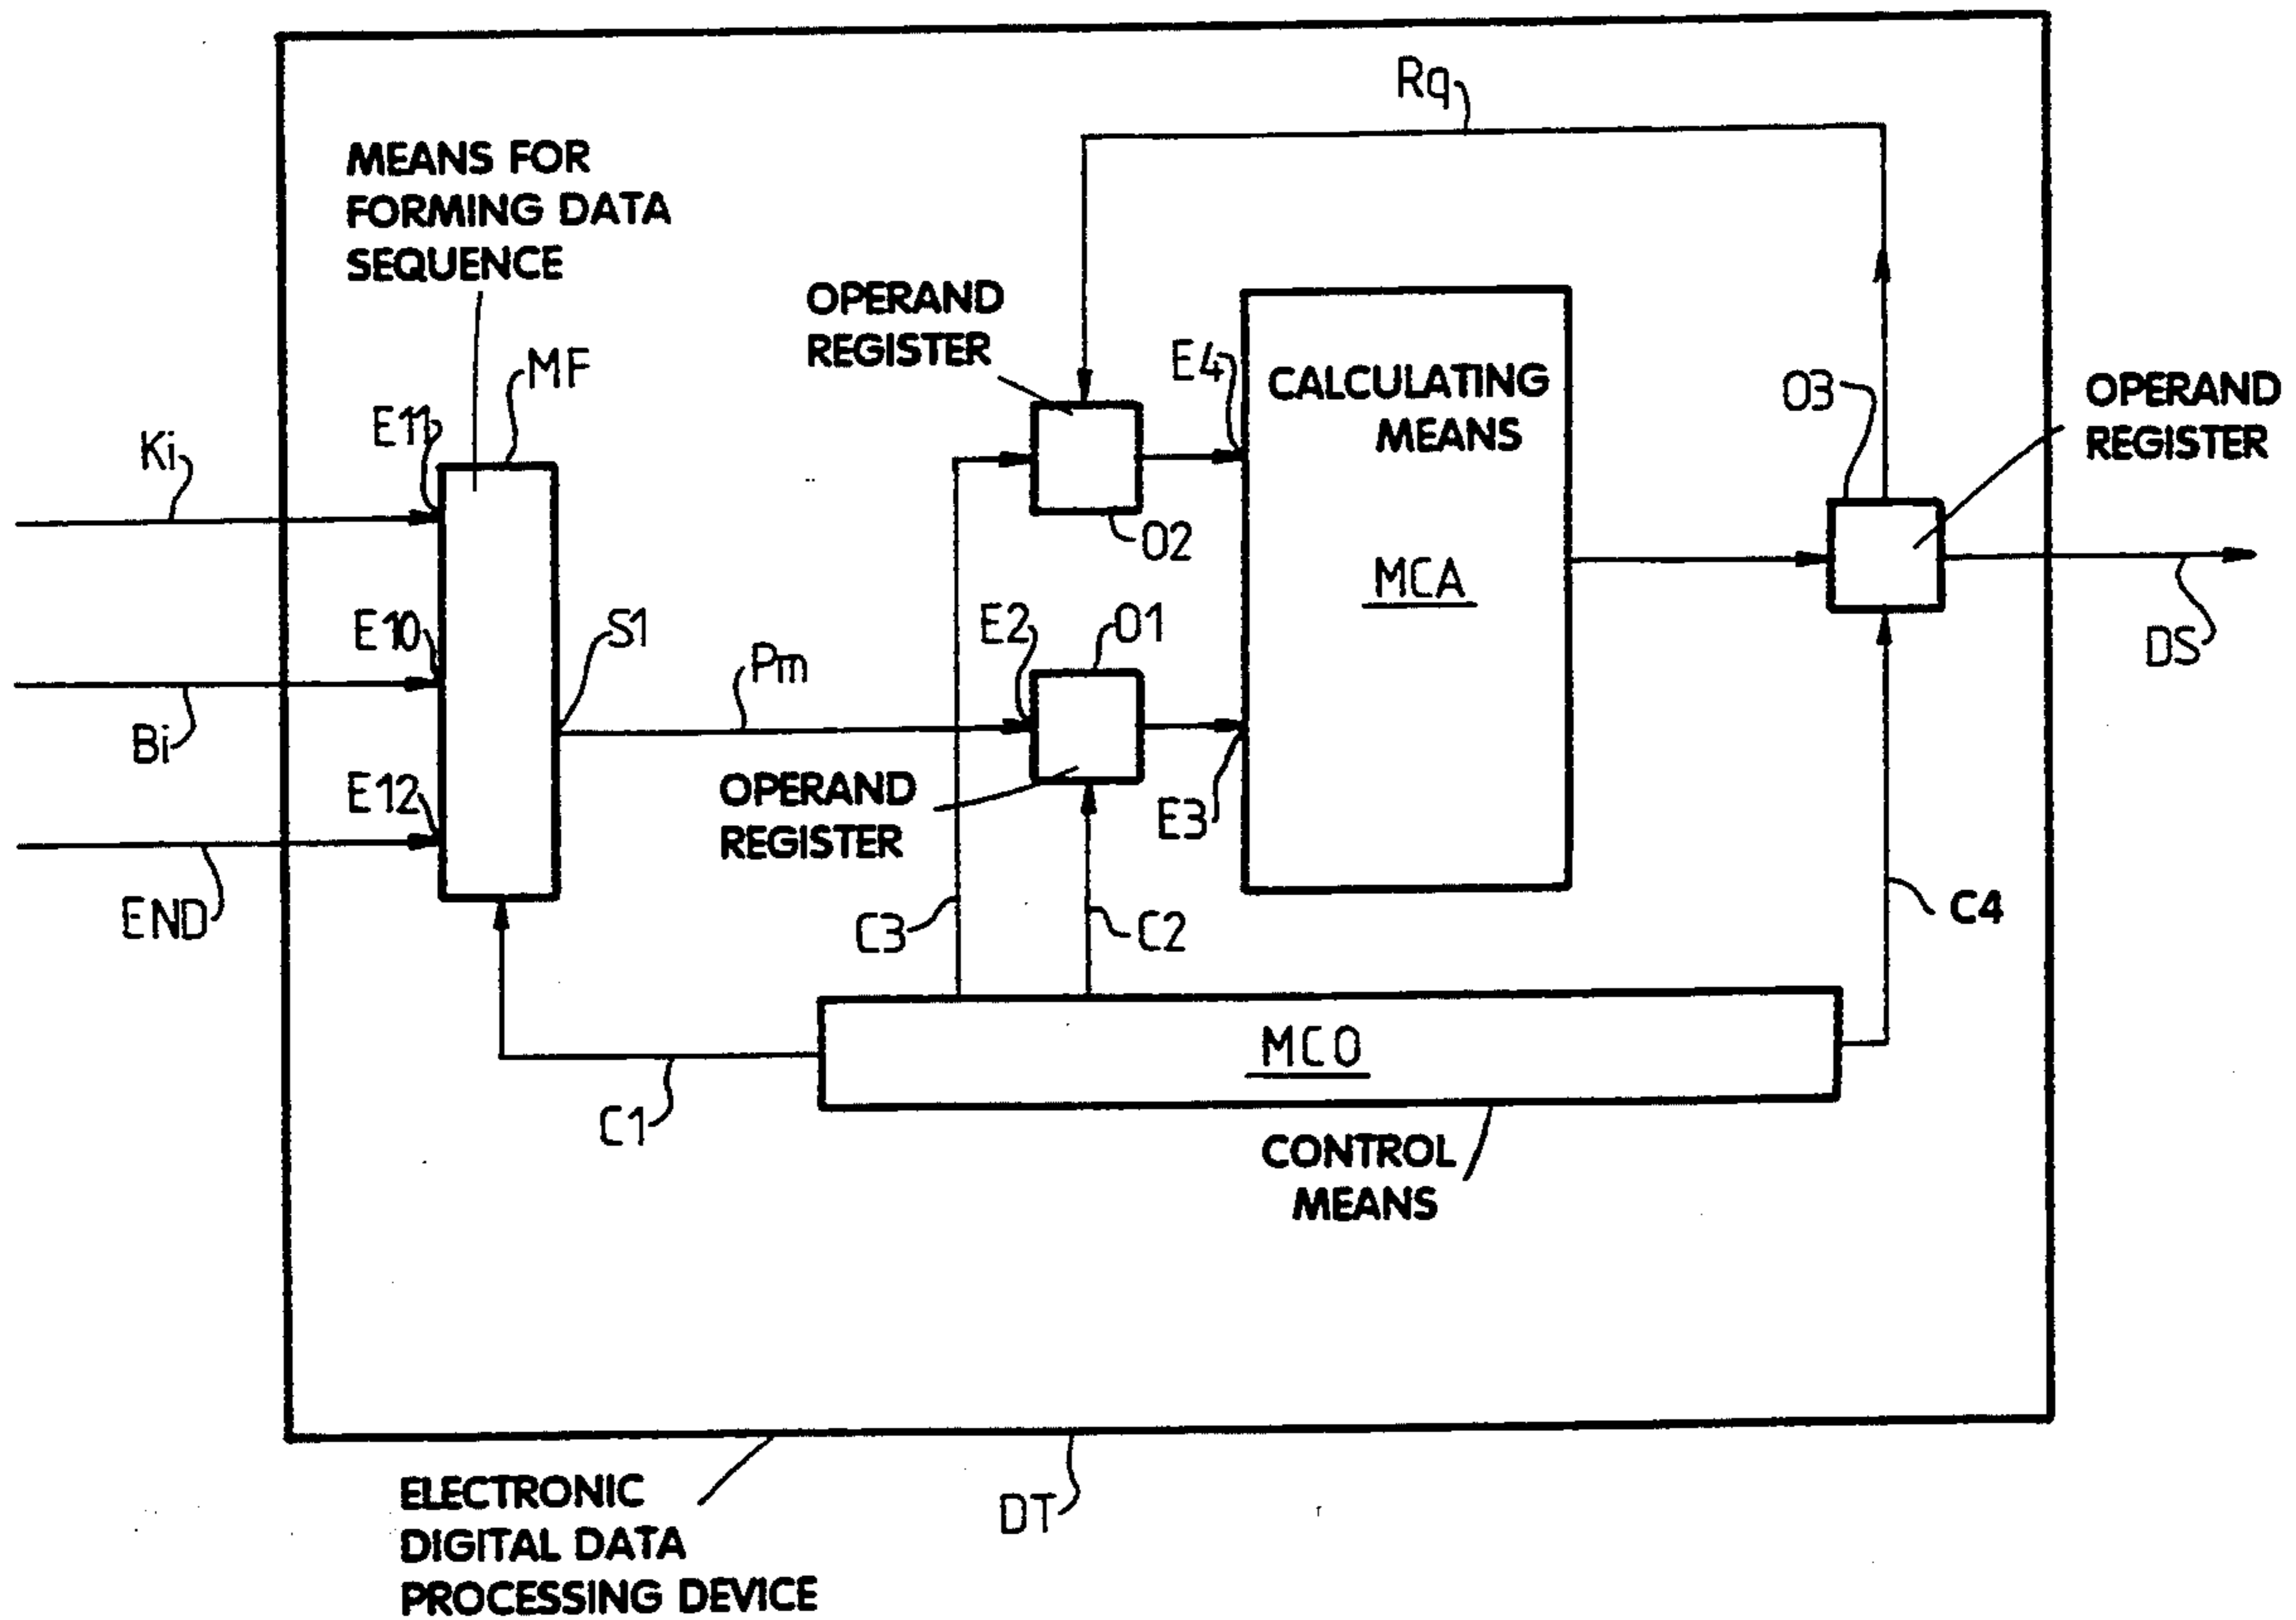 Rq
MEANS FOR
FORMING DATA
SEQUENCE
OPERAND
REGISTER
MF
E4
CALCULATING
MEANS
O3
OPERAND
REGISTER
E11
Ki
O2
MCA
E10
S1
E2
O1
Pm
DS
Bi
E12
OPERAND
REGISTER
E3
END
C3
C2
C4
MCO
C1
CONTROL
MEANS
ELECTRONIC
DIGITAL DATA
PROCESSING DEVICE
DT